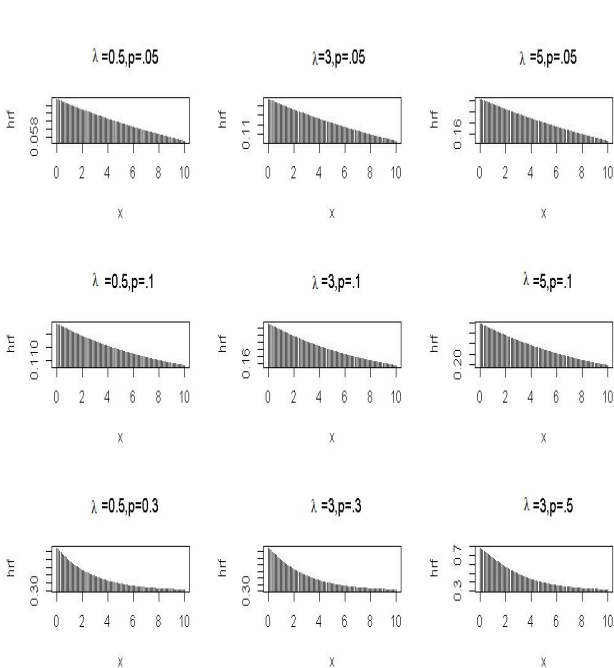 λ =0.5,p=.05
hrf
0.058
0 2 4 6 8 10
x
λ=3,p=.05
hrf
0.11
0 2 4 6 8 10
x
λ =5,p=.05
hrf
0.16
0 2 4 6 8 10
x
λ =0.5,p=.1
hrf
0.110
0 2 4 6 8 10
x
λ =3,p=.1
hrf
0.16
0 2 4 6 8 10
x
λ =5,p=.1
hrf
0.20
0 2 4 6 8 10
x
λ =0.5,p=0.3
hrf
0.30
0 2 4 6 8 10
x
λ =3,p=.3
hrf
0.30
0 2 4 6 8 10
x
λ =3,p=.5
hrf
0.3 0.7
0 2 4 6 8 10
x